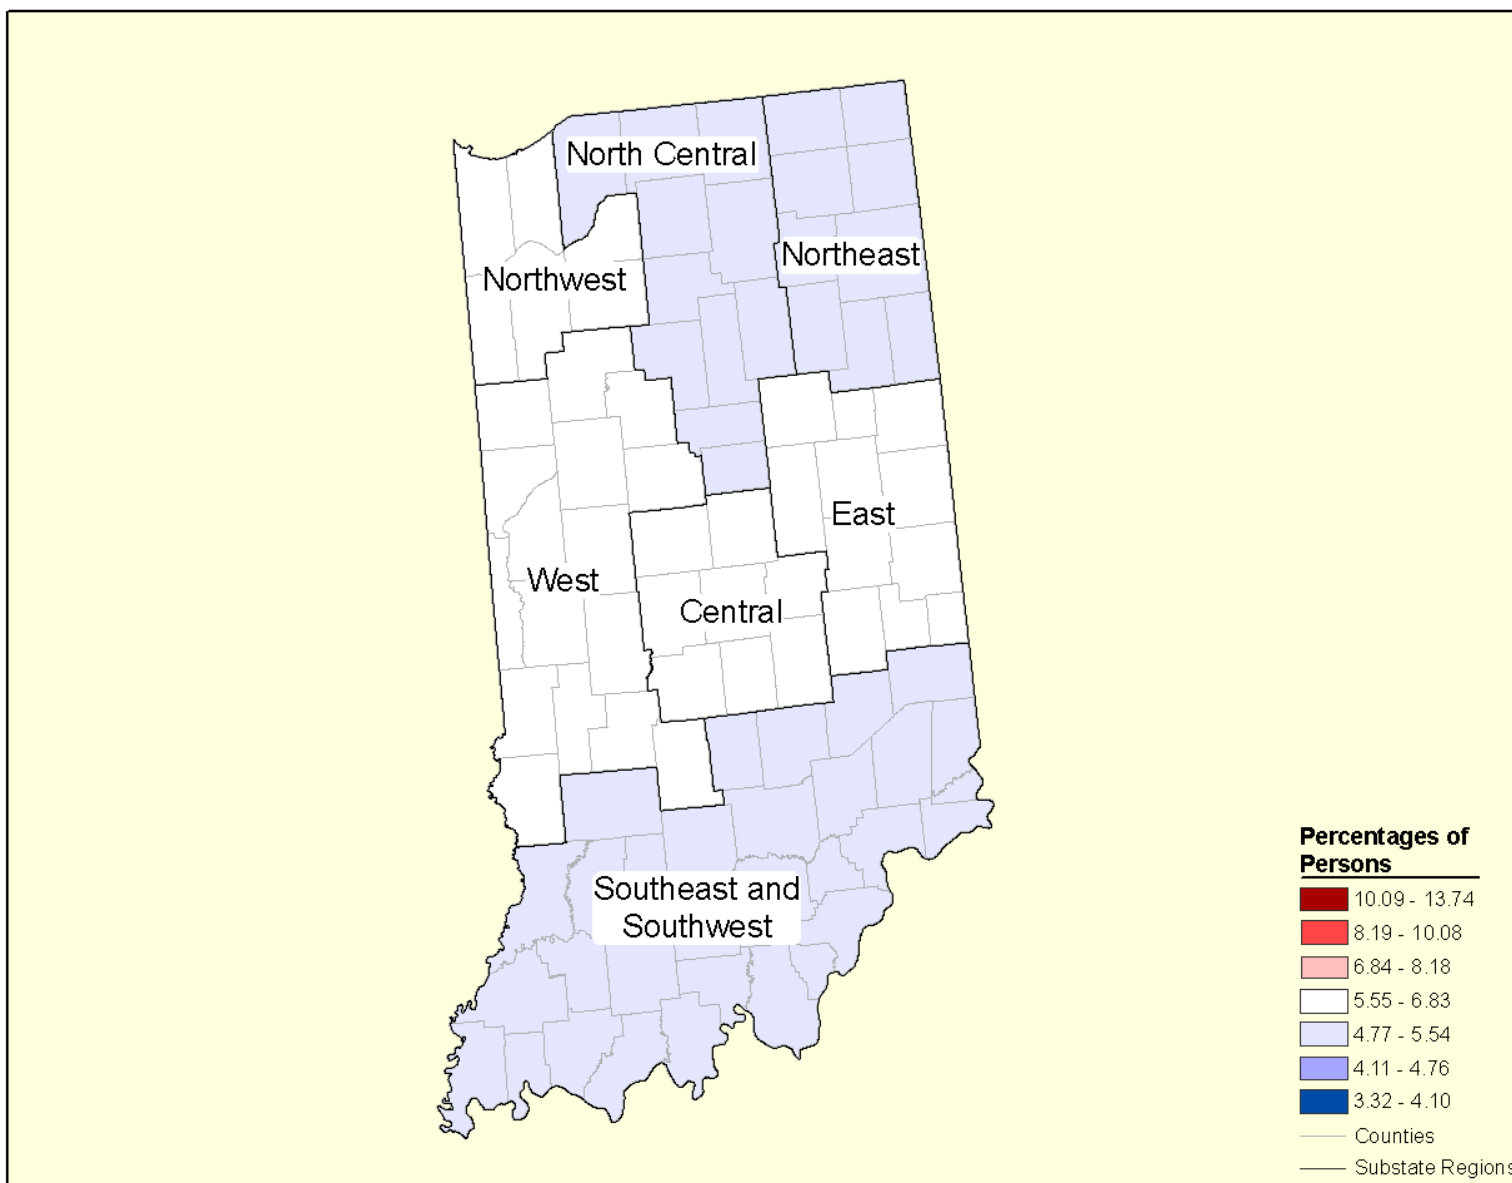 North Central
Northeast
Northwest
East
West
Central
Southeast and
Southwest
Percentages of
Persons
10.09 - 13.74
8.19 - 10.08
6.84 - 8.18
5.55 - 6.83
4.77 - 5.54
4.11 - 4.76
3.32 - 4.10
Counties
Substate Regions